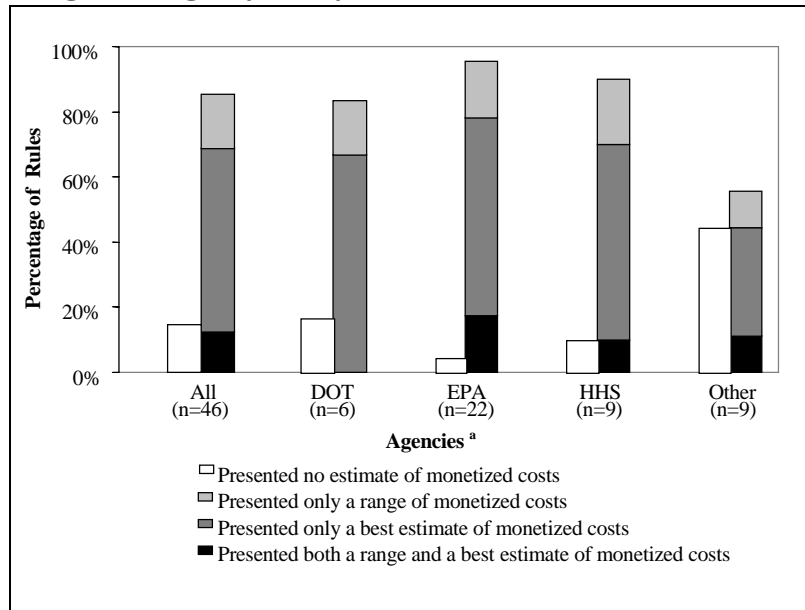 100%
80%
60%
40%
20%
0%
Percentage of Rules
All DOT EPA HHS Other
(n=46) (n=6) (n=22) (n=9) (n=9)
Agencies a
Presented no estimate of monetized costs
Presented only a range of monetized costs
Presented only a best estimate of monetized costs
Presented both a range and a best estimate of monetized costs